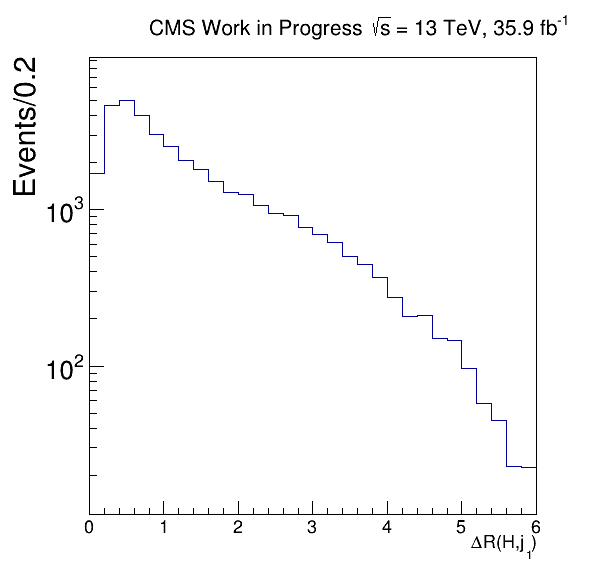 CMS Work in Progress √s = 13 TeV, 35.9 fb⁻¹
Events/0.2
10³
10²
0 1 2 3 4 5 6
ΔR(H,j₁)